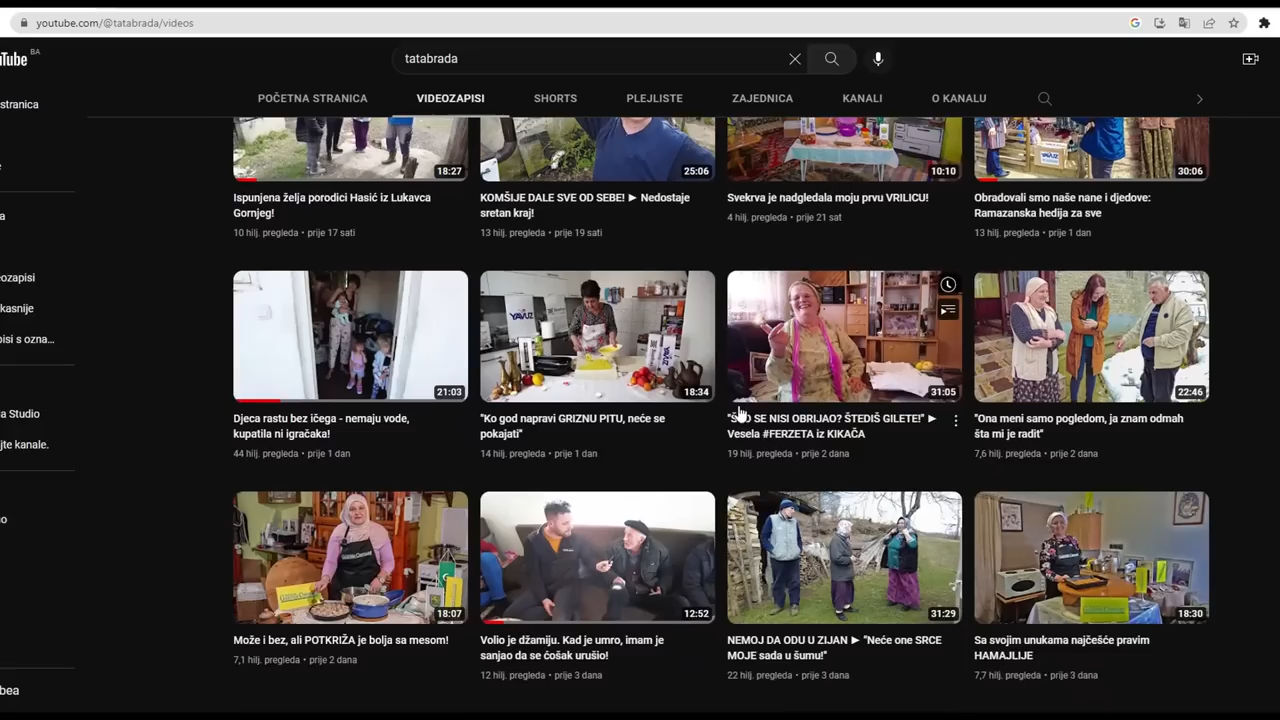 youtube.com/@tatabrada/videos
Tube BA
tatabrada
stranica
POČETNA STRANICA
VIDEOZAPISI
SHORTS
PLEJLISTE
ZAJEDNICA
KANALI
O KANALU
18:27
25:06
10:10
30:06
Ispunjena želja porodici Hasić iz Lukavca
Gornjeg!
10 hilj. pregleda • prije 17 sati
KOMŠIJE DALE SVE OD SEBE! ► Nedostaje
sretan kraj!
13 hilj. pregleda • prije 19 sati
Svekrva je nadgledala moju prvu VRILICU!
4 hilj. pregleda • prije 21 sat
Obradovali smo naše nane i djedove:
Ramazanska hedija za sve
13 hilj. pregleda • prije 1 dan
eozapisi
kasnije
pisi s ozna...
a Studio
jte kanale.
o
bea
YAVUZ
21:03
18:34
31:05
22:46
Djeca rastu bez ičega - nemaju vode,
kupatila ni igračaka!
44 hilj. pregleda • prije 1 dan
"Ko god napravi GRIZNU PITU, neće se
pokajati"
14 hilj. pregleda • prije 1 dan
SE NISI OBRIJAO? ŠTEDIŠ GILETE!" ►
Vesela #FERZETA iz KIKAČA
19 hilj. pregleda • prije 2 dana
"Ona meni samo pogledom, ja znam odmah
šta mi je radit"
7,6 hilj. pregleda • prije 2 dana
18:07
12:52
31:29
18:30
Može i bez, ali POTKRIŽA je bolja sa mesom!
7,1 hilj. pregleda • prije 2 dana
Volio je džamiju. Kad je umro, imam je
sanjao da se ćošak urušio!
12 hilj. pregleda • prije 3 dana
NEMOJ DA ODU U ZIJAN ► "Neće one SRCE
MOJE sada u šumu!"
22 hilj. pregleda • prije 3 dana
Sa svojim unukama najčešće pravim
HAMAJLIJE
7,7 hilj. pregleda • prije 3 dana